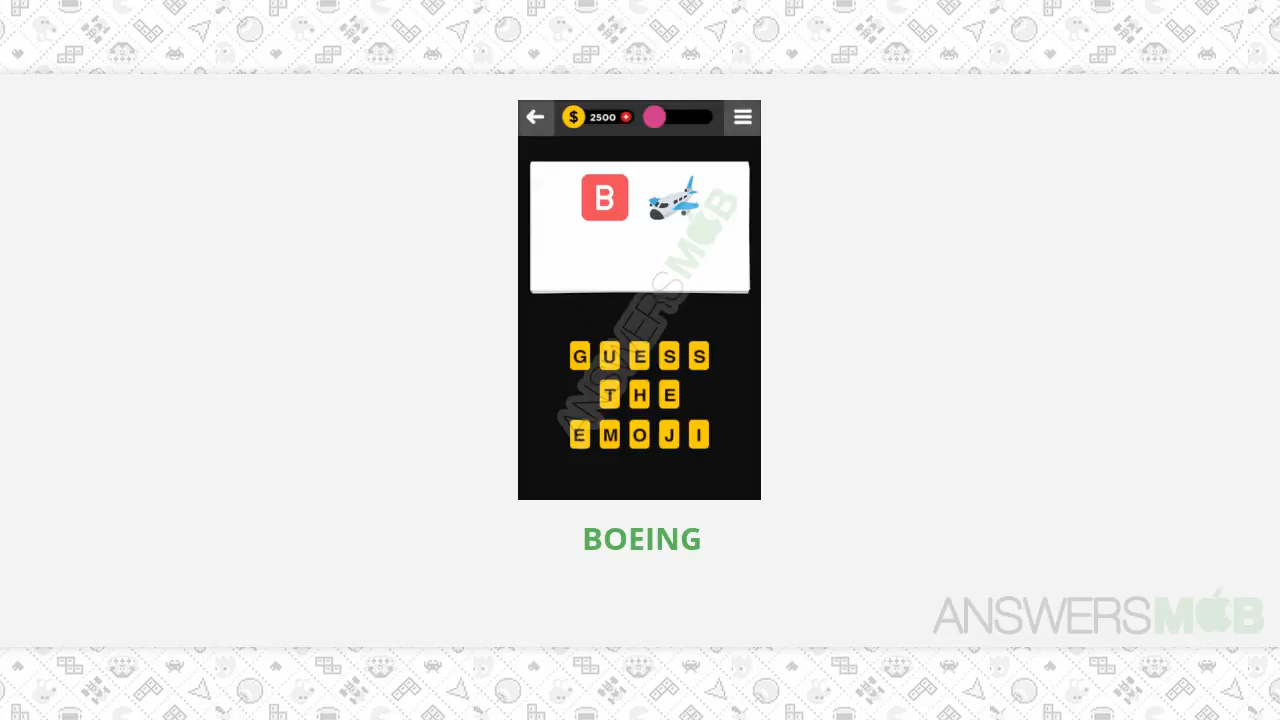 2500
B
ANSWERSMOB
GUESS
THE
EMOJI
BOEING
ANSWERSMOB